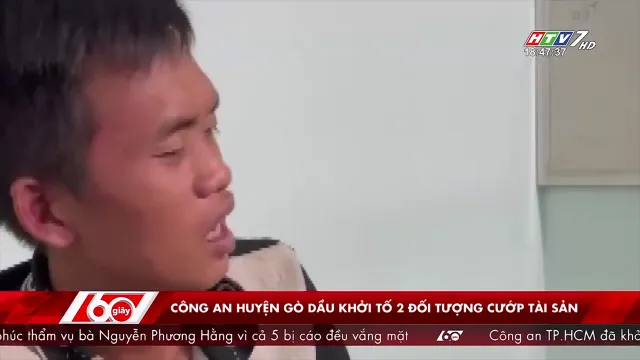 HTV7 HD
18:47:37
60 giây
CÔNG AN HUYỆN GÒ DẦU KHỞI TỐ 2 ĐỐI TƯỢNG CƯỚP TÀI SẢN
phúc thẩm vụ bà Nguyễn Phương Hằng vì cả 5 bị cáo đều vắng mặt 60 Công an TP.HCM đã kh